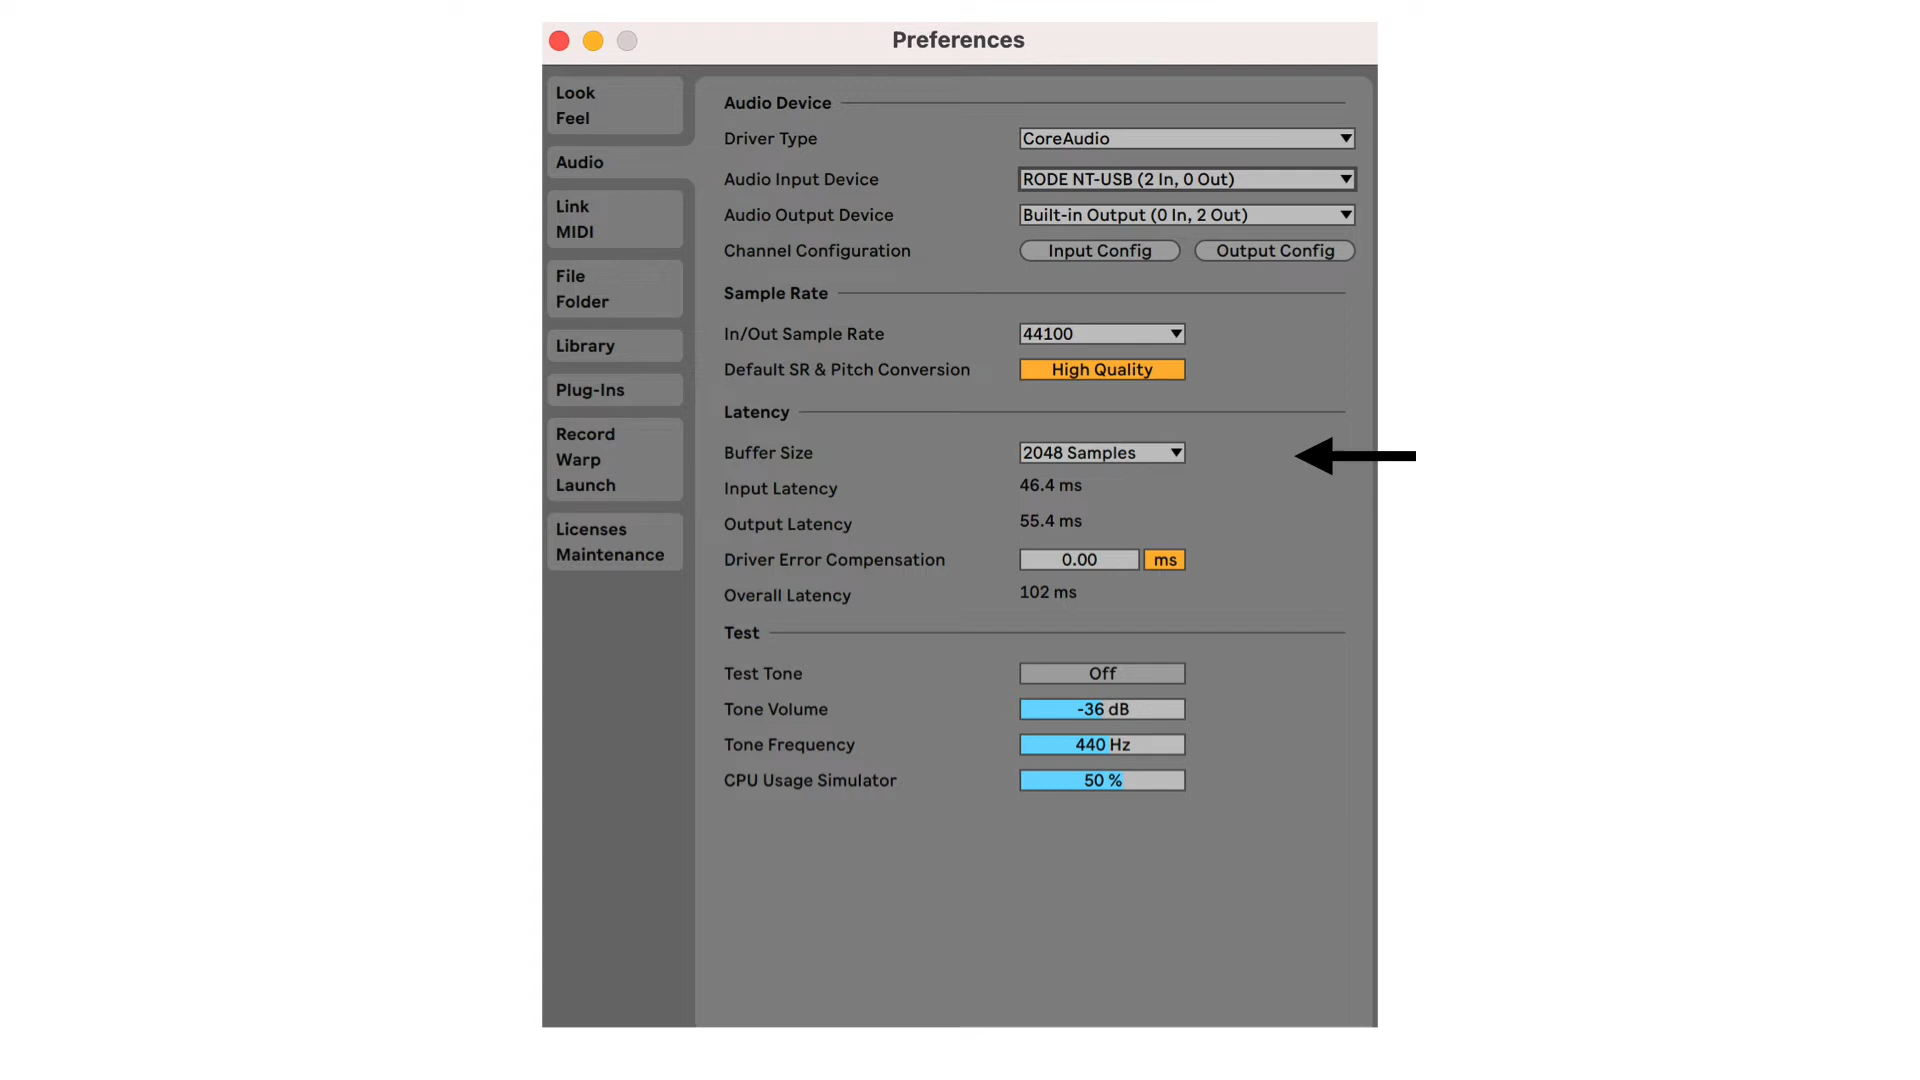 Preferences
Look
Feel
Audio
Link
MIDI
File
Folder
Library
Plug-Ins
Record
Warp
Launch
Licenses
Maintenance
Audio Device
Driver Type CoreAudio
Audio Input Device RODE NT-USB (2 In, 0 Out)
Audio Output Device Built-in Output (0 In, 2 Out)
Channel Configuration Input Config Output Config
Sample Rate
In/Out Sample Rate 44100
Default SR & Pitch Conversion High Quality
Latency
Buffer Size 2048 Samples
Input Latency 46.4 ms
Output Latency 55.4 ms
Driver Error Compensation 0.00 ms
Overall Latency 102 ms
Test
Test Tone Off
Tone Volume -36 dB
Tone Frequency 440 Hz
CPU Usage Simulator 50 %